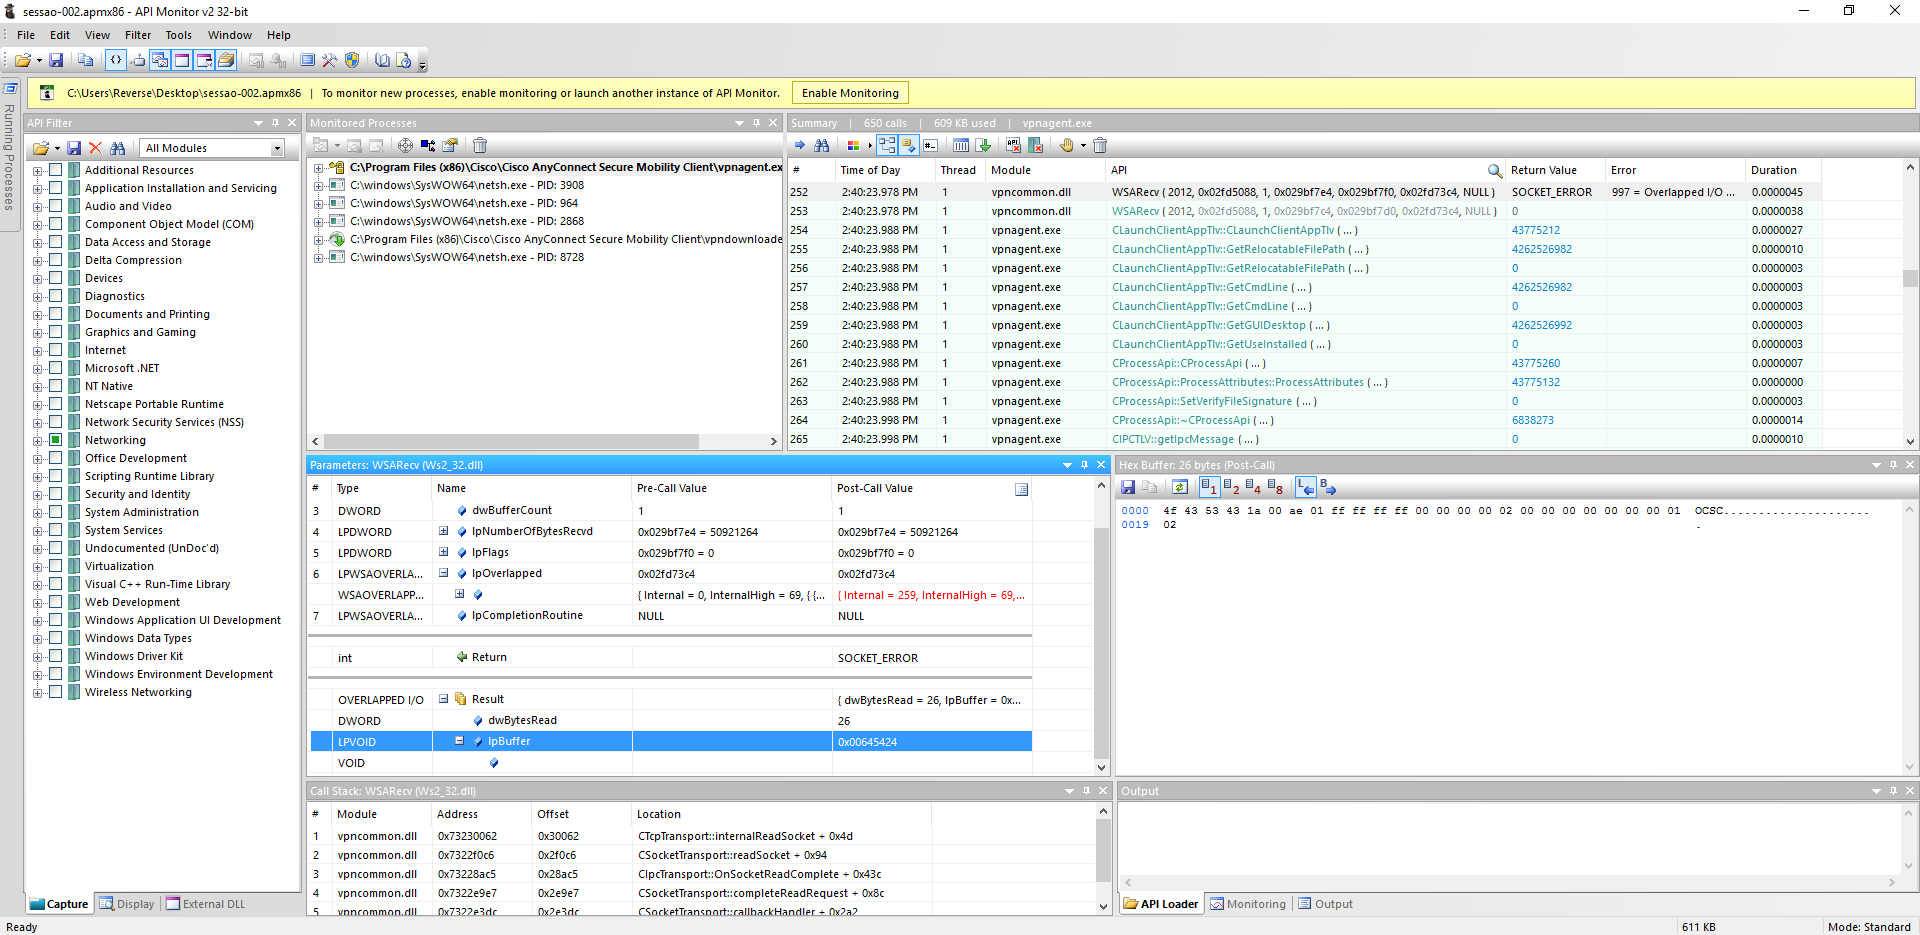 sessao-002.apmx86 - API Monitor v2 32-bit
File Edit View Filter Tools Window Help
C:\Users\Reverse\Desktop\sessao-002.apmx86 | To monitor new processes, enable monitoring or launch another instance of API Monitor. Enable Monitoring
Running Processes
API Filter
All Modules
Additional Resources
Application Installation and Servicing
Audio and Video
Component Object Model (COM)
Data Access and Storage
Delta Compression
Devices
Diagnostics
Documents and Printing
Graphics and Gaming
Internet
Microsoft .NET
NT Native
Netscape Portable Runtime
Network Security Services (NSS)
Networking
Office Development
Scripting Runtime Library
Security and Identity
System Administration
System Services
Undocumented (UnDoc'd)
Virtualization
Visual C++ Run-Time Library
Web Development
Windows Application UI Development
Windows Data Types
Windows Driver Kit
Windows Environment Development
Wireless Networking
Capture Display External DLL
Monitored Processes
C:\Program Files (x86)\Cisco\Cisco AnyConnect Secure Mobility Client\vpnagent.ex
C:\windows\SysWOW64\netsh.exe - PID: 3908
C:\windows\SysWOW64\netsh.exe - PID: 964
C:\windows\SysWOW64\netsh.exe - PID: 2868
C:\Program Files (x86)\Cisco\Cisco AnyConnect Secure Mobility Client\vpndownloade
C:\windows\SysWOW64\netsh.exe - PID: 8728
Summary | 650 calls | 609 KB used | vpnagent.exe
# Time of Day Thread Module API Return Value Error Duration
252 2:40:23.978 PM 1 vpncommon.dll WSARecv ( 2012, 0x02fd5088, 1, 0x029bf7e4, 0x029bf7f0, 0x02fd73c4, NULL ) SOCKET_ERROR 997 = Overlapped I/O ... 0.0000045
253 2:40:23.988 PM 1 vpncommon.dll WSARecv ( 2012, 0x02fd5088, 1, 0x029bf7c4, 0x029bf7d0, 0x02fd73c4, NULL ) 0 0.0000038
254 2:40:23.988 PM 1 vpnagent.exe CLaunchClientAppTlv::CLaunchClientAppTlv ( ... ) 43775212 0.0000027
255 2:40:23.988 PM 1 vpnagent.exe CLaunchClientAppTlv::GetRelocatableFilePath ( ... ) 4262526982 0.0000010
256 2:40:23.988 PM 1 vpnagent.exe CLaunchClientAppTlv::GetRelocatableFilePath ( ... ) 0 0.0000003
257 2:40:23.988 PM 1 vpnagent.exe CLaunchClientAppTlv::GetCmdLine ( ... ) 4262526982 0.0000003
258 2:40:23.988 PM 1 vpnagent.exe CLaunchClientAppTlv::GetCmdLine ( ... ) 0 0.0000003
259 2:40:23.988 PM 1 vpnagent.exe CLaunchClientAppTlv::GetGUIDesktop ( ... ) 4262526992 0.0000003
260 2:40:23.988 PM 1 vpnagent.exe CLaunchClientAppTlv::GetUseInstalled ( ... ) 0 0.0000003
261 2:40:23.988 PM 1 vpnagent.exe CProcessApi::CProcessApi ( ... ) 43775260 0.0000007
262 2:40:23.988 PM 1 vpnagent.exe CProcessApi::ProcessAttributes::ProcessAttributes ( ... ) 43775132 0.0000000
263 2:40:23.988 PM 1 vpnagent.exe CProcessApi::SetVerifyFileSignature ( ... ) 0 0.0000003
264 2:40:23.998 PM 1 vpnagent.exe CProcessApi::~CProcessApi ( ... ) 6838273 0.0000014
265 2:40:23.998 PM 1 vpnagent.exe CIPCTLV::getIpcMessage ( ... ) 0 0.0000010
Parameters: WSARecv (Ws2_32.dll)
# Type Name Pre-Call Value Post-Call Value
3 DWORD dwBufferCount 1 1
4 LPDWORD lpNumberOfBytesRecvd 0x029bf7e4 = 50921264 0x029bf7e4 = 50921264
5 LPDWORD lpFlags 0x029bf7f0 = 0 0x029bf7f0 = 0
6 LPWSAOVERLA... lpOverlapped 0x02fd73c4 0x02fd73c4
WSAOVERLAPP... { Internal = 0, InternalHigh = 69, { {... { Internal = 259, InternalHigh = 69,...
7 LPWSAOVERLA... lpCompletionRoutine NULL NULL
int Return SOCKET_ERROR
OVERLAPPED I/O Result { dwBytesRead = 26, lpBuffer = 0x...
DWORD dwBytesRead 26
LPVOID lpBuffer 0x00645424
VOID
Hex Buffer: 26 bytes (Post-Call)
1 2 4 8 L B
0000 4f 43 53 43 1a 00 ae 01 ff ff ff ff 00 00 00 00 02 00 00 00 00 00 00 00 01 OCSC.....................
0019 02 .
Call Stack: WSARecv (Ws2_32.dll)
# Module Address Offset Location
1 vpncommon.dll 0x73230062 0x30062 CTcpTransport::internalReadSocket + 0x4d
2 vpncommon.dll 0x7322f0c6 0x2f0c6 CSocketTransport::readSocket + 0x94
3 vpncommon.dll 0x73228ac5 0x28ac5 CIpcTransport::OnSocketReadComplete + 0x43c
4 vpncommon.dll 0x7322e9e7 0x2e9e7 CSocketTransport::completeReadRequest + 0x8c
5 vpncommon.dll 0x7322e3dc 0x2e3dc CSocketTransport::callbackHandler + 0x2a2
Output
API Loader Monitoring Output
Ready 611 KB Mode: Standard